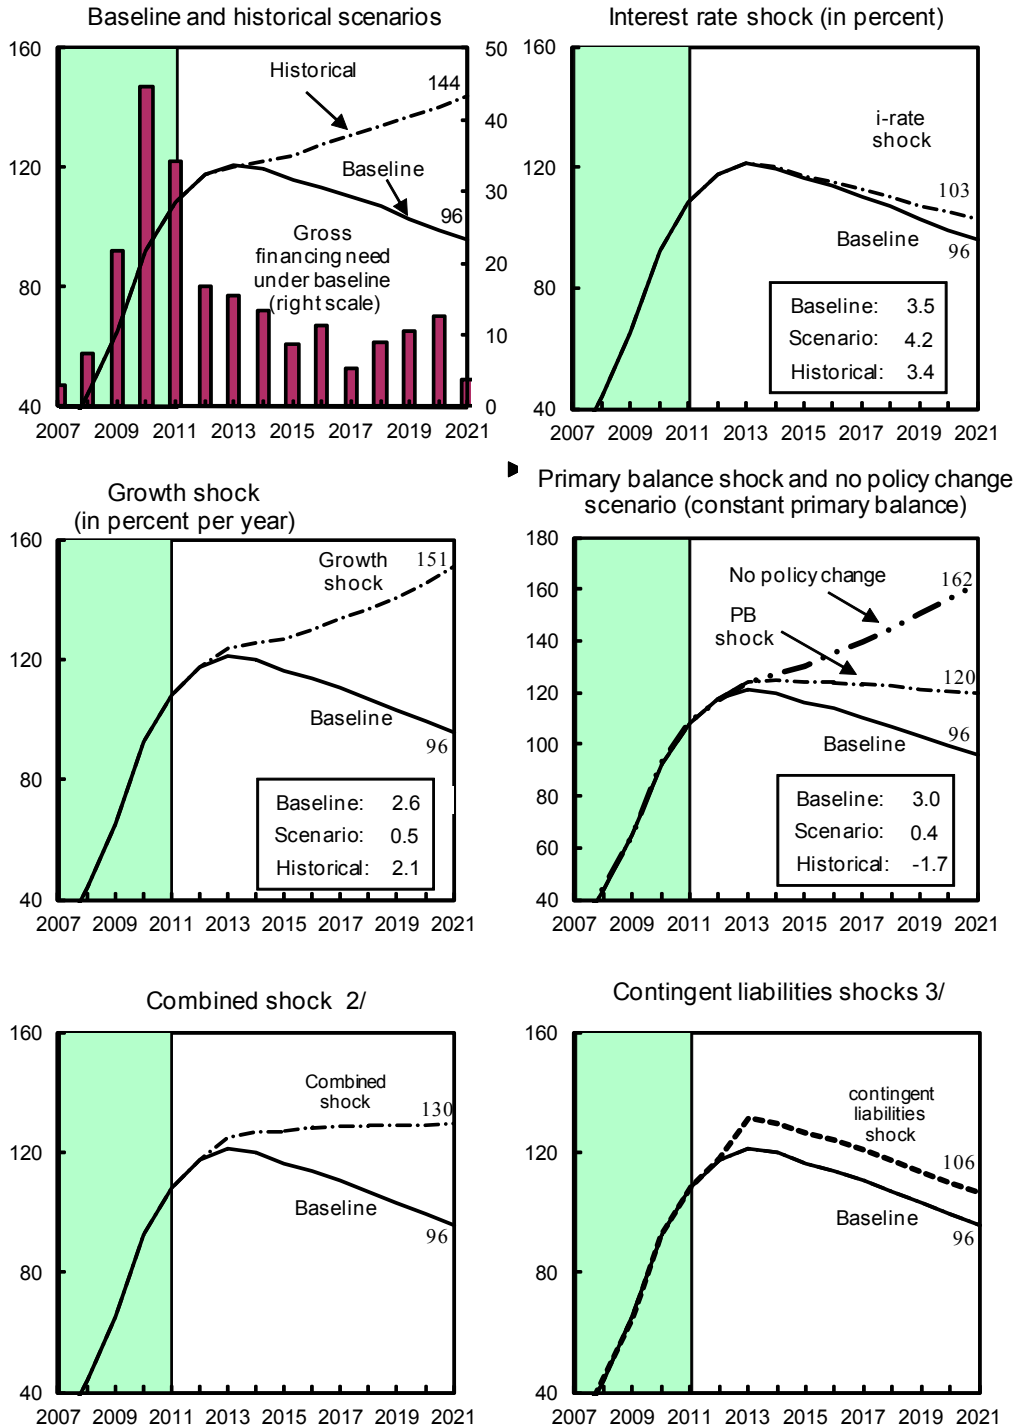 Baseline and historical scenarios
160
120
80
40
50
40
30
20
10
0
Historical
144
Baseline
96
Gross
financing need
under baseline
(right scale)
2007 2009 2011 2013 2015 2017 2019 2021
Interest rate shock (in percent)
160
120
80
40
i-rate
shock
103
Baseline
96
Baseline: 3.5
Scenario: 4.2
Historical: 3.4
2007 2009 2011 2013 2015 2017 2019 2021
Growth shock
(in percent per year)
160
120
80
40
Growth
shock
151
Baseline
96
Baseline: 2.6
Scenario: 0.5
Historical: 2.1
2007 2009 2011 2013 2015 2017 2019 2021
Primary balance shock and no policy change
scenario (constant primary balance)
180
160
140
120
100
80
60
40
No policy change
162
PB
shock
120
96
Baseline
Baseline: 3.0
Scenario: 0.4
Historical: -1.7
2007 2009 2011 2013 2015 2017 2019 2021
Combined shock 2/
160
120
80
40
Combined
shock
130
Baseline
96
2007 2009 2011 2013 2015 2017 2019 2021
Contingent liabilities shocks 3/
160
120
80
40
contingent
liabilities
shock
106
Baseline
96
2007 2009 2011 2013 2015 2017 2019 2021